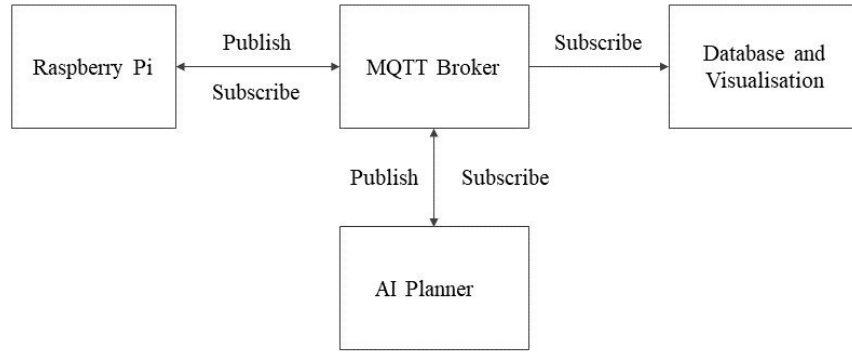 Publish
Raspberry Pi
Subscribe
MQTT Broker
Subscribe
Database and
Visualisation
Publish
Subscribe
AI Planner